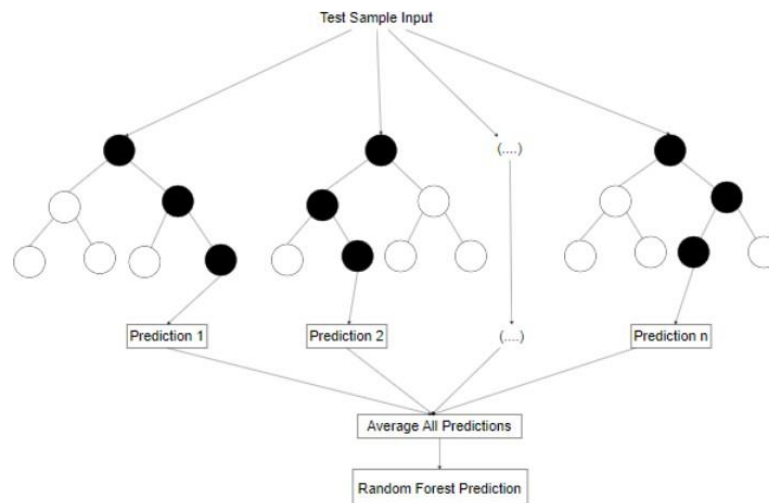 Test Sample Input
(....)
Prediction 1
Prediction 2
(....)
Prediction n
Average All Predictions
Random Forest Prediction